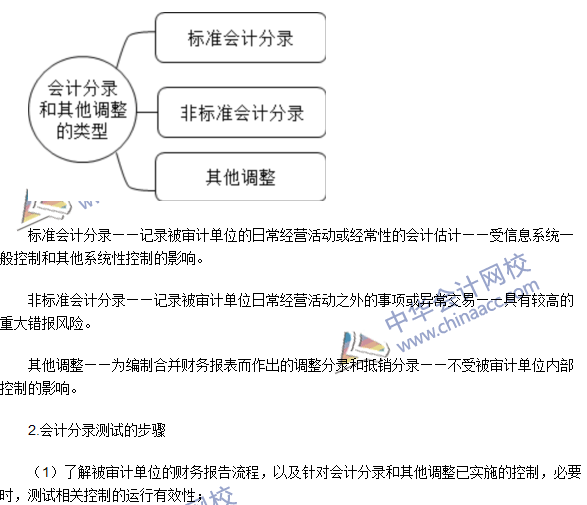 标准会计分录
会计分录
和其他调整
的类型
非标准会计分录
其他调整
标准会计分录——记录被审计单位的日常经营活动或经常性的会计估计——受信息系统一
般控制和其他系统性控制的影响。
非标准会计分录——记录被审计单位日常经营活动之外的事项或异常交易——具有较高的
重大错报风险。
中华会计网校
www.chinaacc.com
其他调整——为编制合并财务报表而作出的调整分录和抵销分录——不受被审计单位内部
控制的影响。
2.会计分录测试的步骤
（1）了解被审计单位的财务报告流程，以及针对会计分录和其他调整已实施的控制，必要
时，测试相关控制的运行有效性；